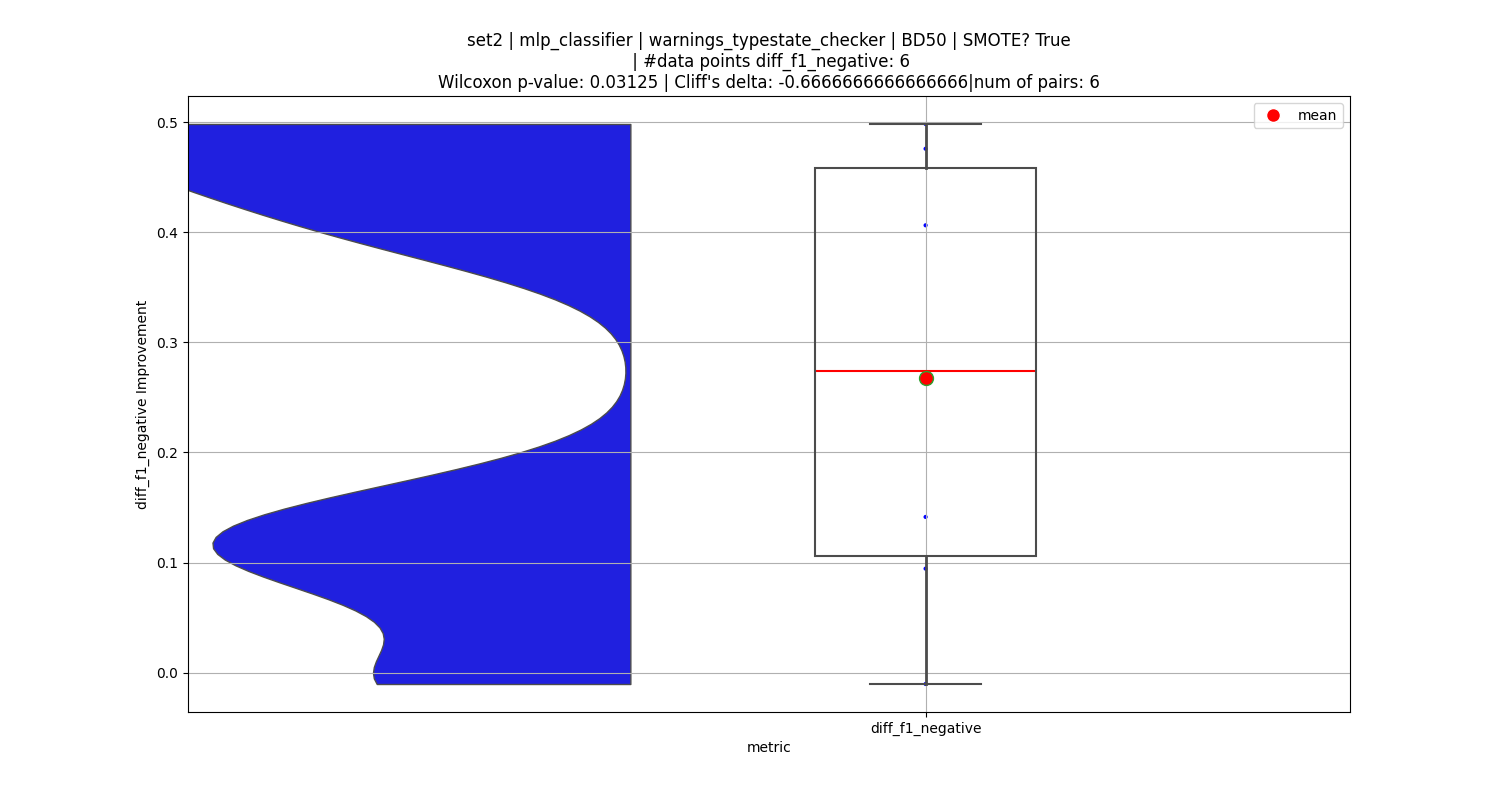 set2 | mlp_classifier | warnings_typestate_checker | BD50 | SMOTE? True
| #data points diff_f1_negative: 6
Wilcoxon p-value: 0.03125 | Cliff's delta: -0.6666666666666666|num of pairs: 6
mean
0.5
0.4
0.3
0.2
0.1
0.0
diff_f1_negative Improvement
diff_f1_negative
metric